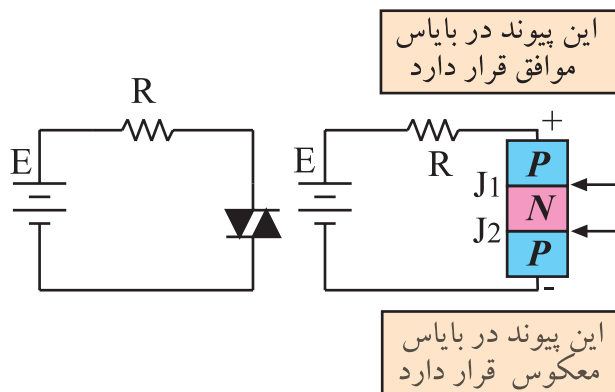 این پیوند در بایاس
موافق قرار دارد
R
E
+
E
R
P
J1
N
J2
P
-
این پیوند در بایاس
معکوس قرار دارد